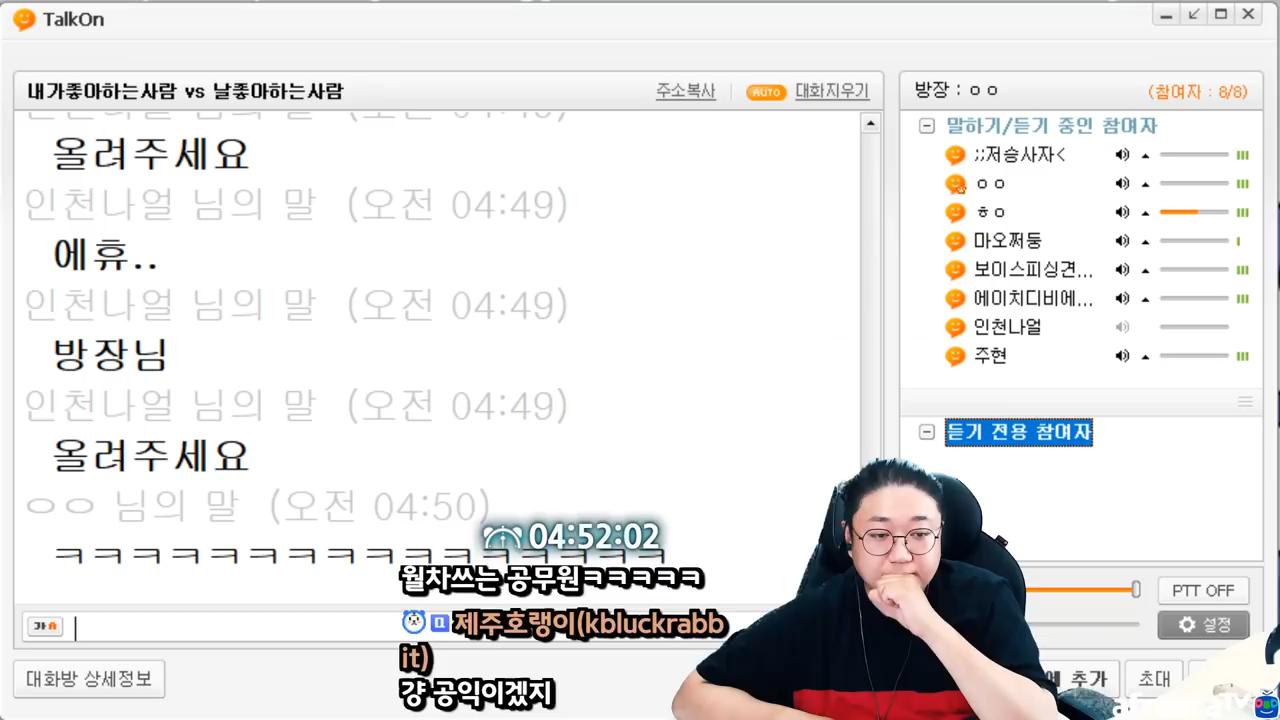 TalkOn
내가좋아하는사람 vs 날좋아하는사람
주소복사
AUTO
대화지우기
올려주세요
인천나얼 님의 말 (오전 04:49)
에휴..
인천나얼 님의 말 (오전 04:49)
방장님
인천나얼 님의 말 (오전 04:49)
올려주세요
ㅇㅇ 님의 말 (오전 04:50)
ㅋㅋㅋㅋㅋㅋㅋㅋㅋㅋㅋㅋㅋㅋㅋㅋ
04:52:02
월차쓰는 공무원ㅋㅋㅋㅋㅋ
제주호랭이(kbluckrabb
it)
걍 공익이겠지
가A
대화방 상세정보
방장 : ㅇㅇ
(참여자 : 8/8)
말하기/듣기 중인 참여자
;;저승사자<
ㅇㅇ
ㅎㅇ
마오쩌둥
보이스피싱견...
에이치디비에...
인천나얼
주현
듣기 전용 참여자
PTT OFF
설정
추가
초대